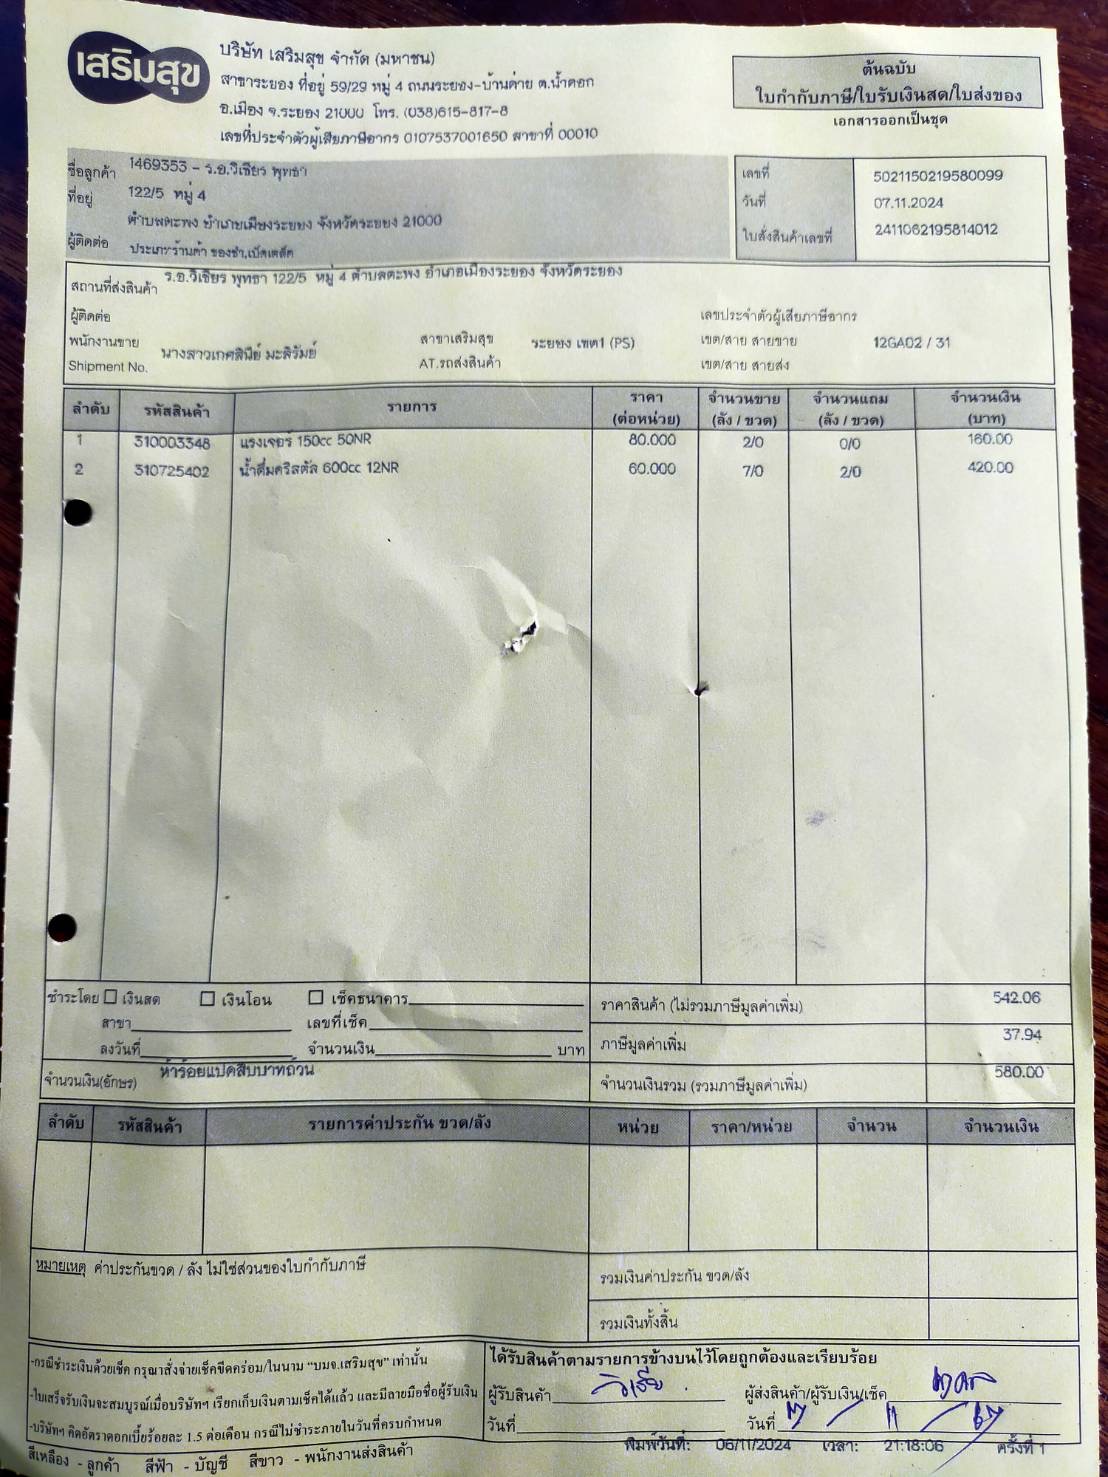 เสริมสุข
บริษัท เสริมสุข จำกัด (มหาชน)
สาขาระยอง ที่อยู่ 59/29 หมู่ 4 ถนนระยอง-บ้านค่าย ต.น้ำคอก
อ.เมือง จ.ระยอง 21000 โทร. (038)615-817-8
เลขที่ประจำตัวผู้เสียภาษีอากร 0107537001650 สาขาที่ 00010
ต้นฉบับ
ใบกำกับภาษี/ใบรับเงินสด/ใบส่งของ
เอกสารออกเป็นชุด
ชื่อลูกค้า 1469353 - ร.อ.วิเชียร พุทธา
ที่อยู่ 122/5 หมู่ 4
ตำบลตะพง อำเภอเมืองระยอง จังหวัดระยอง 21000
ผู้ติดต่อ ประเภทร้านค้า ของชำ,เบ็ดเตล็ด
เลขที่ 5021150219580099
วันที่ 07.11.2024
ใบสั่งสินค้าเลขที่ 2411062195814012
สถานที่ส่งสินค้า ร.อ.วิเชียร พุทธา 122/5 หมู่ 4 ตำบลตะพง อำเภอเมืองระยอง จังหวัดระยอง
ผู้ติดต่อ เลขประจำตัวผู้เสียภาษีอากร
พนักงานขาย นางสาวเกศสินีย์ มะลิวัมย์ สาขาเสริมสุข ระยอง เขต1 (PS) เขต/สาย สายขาย 12GA02 / 31
Shipment No. AT.รถส่งสินค้า เขต/สาย สายส่ง
ลำดับ รหัสสินค้า รายการ ราคา (ต่อหน่วย) จำนวนขาย (ลัง / ขวด) จำนวนแถม (ลัง / ขวด) จำนวนเงิน (บาท)
1 310003348 แรงเจอร์ 150cc 50NR 80.000 2/0 0/0 160.00
2 310725402 น้ำดื่มคริสตัล 600cc 12NR 60.000 7/0 2/0 420.00
ชำระโดย เงินสด เงินโอน เช็คธนาคาร
สาขา เลขที่เช็ค
ลงวันที่ จำนวนเงิน บาท
จำนวนเงิน(อักษร) ห้าร้อยแปดสิบบาทถ้วน
ราคาสินค้า (ไม่รวมภาษีมูลค่าเพิ่ม) 542.06
ภาษีมูลค่าเพิ่ม 37.94
จำนวนเงินรวม (รวมภาษีมูลค่าเพิ่ม) 580.00
ลำดับ รหัสสินค้า รายการค่าประกัน ขวด/ลัง หน่วย ราคา/หน่วย จำนวน จำนวนเงิน
หมายเหตุ ค่าประกันขวด / ลัง ไม่ใช่ส่วนของใบกำกับภาษี
รวมเงินค่าประกัน ขวด/ลัง
รวมเงินทั้งสิ้น
-กรณีชำระเงินด้วยเช็ค กรุณาสั่งจ่ายเช็คขีดคร่อม/ในนาม "บมจ.เสริมสุข" เท่านั้น
-ใบเสร็จรับเงินจะสมบูรณ์เมื่อบริษัทฯ เรียกเก็บเงินตามเช็คได้แล้ว และมีลายมือชื่อผู้รับเงิน
-บริษัทฯ คิดอัตราดอกเบี้ยร้อยละ 1.5 ต่อเดือน กรณีไม่ชำระภายในวันที่ครบกำหนด
สีเหลือง - ลูกค้า สีฟ้า - บัญชี สีขาว - พนักงานส่งสินค้า
ได้รับสินค้าตามรายการข้างบนไว้โดยถูกต้องและเรียบร้อย
ผู้รับสินค้า วิเชีย ผู้ส่งสินค้า/ผู้รับเงิน/เช็ค
วันที่ วันที่ 7 / 11 / 67
พิมพ์วันที่: 06/11/2024 เวลา: 21:18:06 ครั้งที่ 1